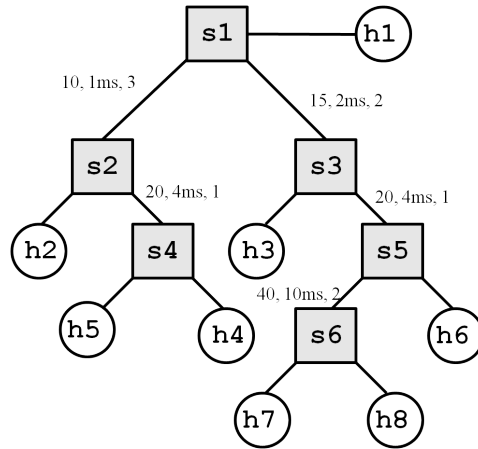 s1
h1
10, 1ms, 3
15, 2ms, 2
s2
s3
20, 4ms, 1
20, 4ms, 1
h2
s4
h3
s5
40, 10ms, 2
h5
h4
s6
h6
h7
h8